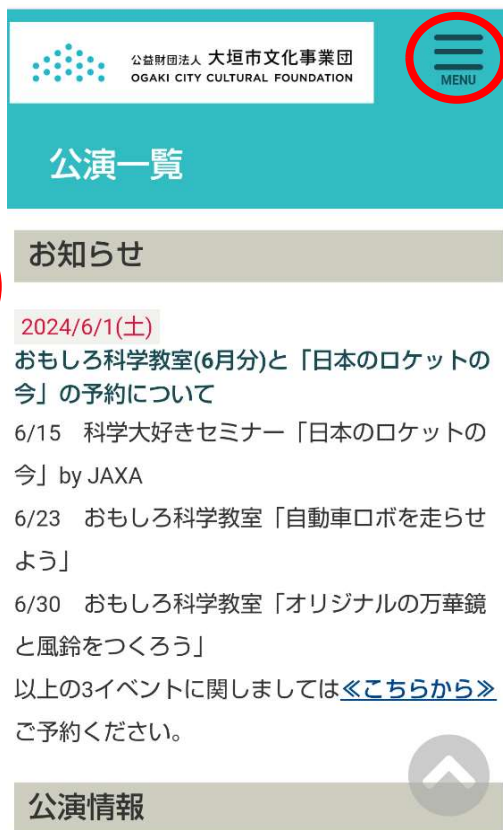 公益財団法人 大垣市文化事業団
OGAKI CITY CULTURAL FOUNDATION
MENU
公演一覧
お知らせ
2024/6/1(土)
おもしろ科学教室(6月分)と「日本のロケットの
今」の予約について
6/15　科学大好きセミナー「日本のロケットの
今」by JAXA
6/23　おもしろ科学教室「自動車ロボを走らせ
よう」
6/30　おもしろ科学教室「オリジナルの万華鏡
と風鈴をつくろう」
以上の3イベントに関しましては≪こちらから≫
ご予約ください。
公演情報